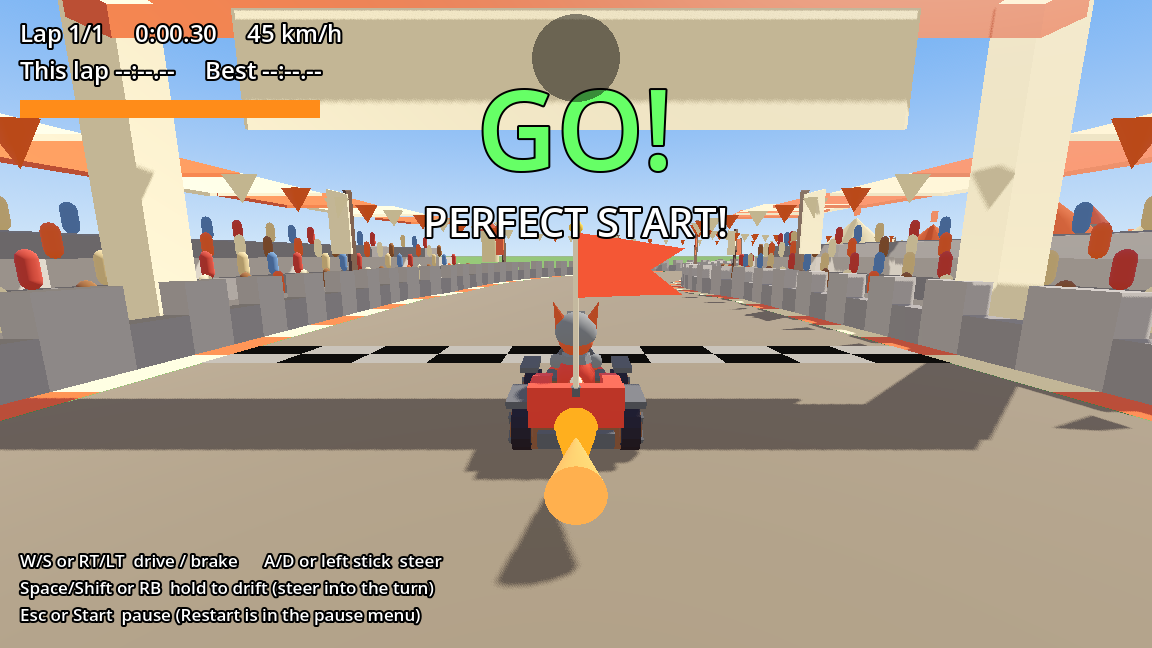 Lap 1/1 0:00.30 45 km/h
This lap --:--.-- Best --:--.--
GO!
PERFECT START!
W/S or RT/LT drive / brake A/D or left stick steer
Space/Shift or RB hold to drift (steer into the turn)
Esc or Start pause (Restart is in the pause menu)